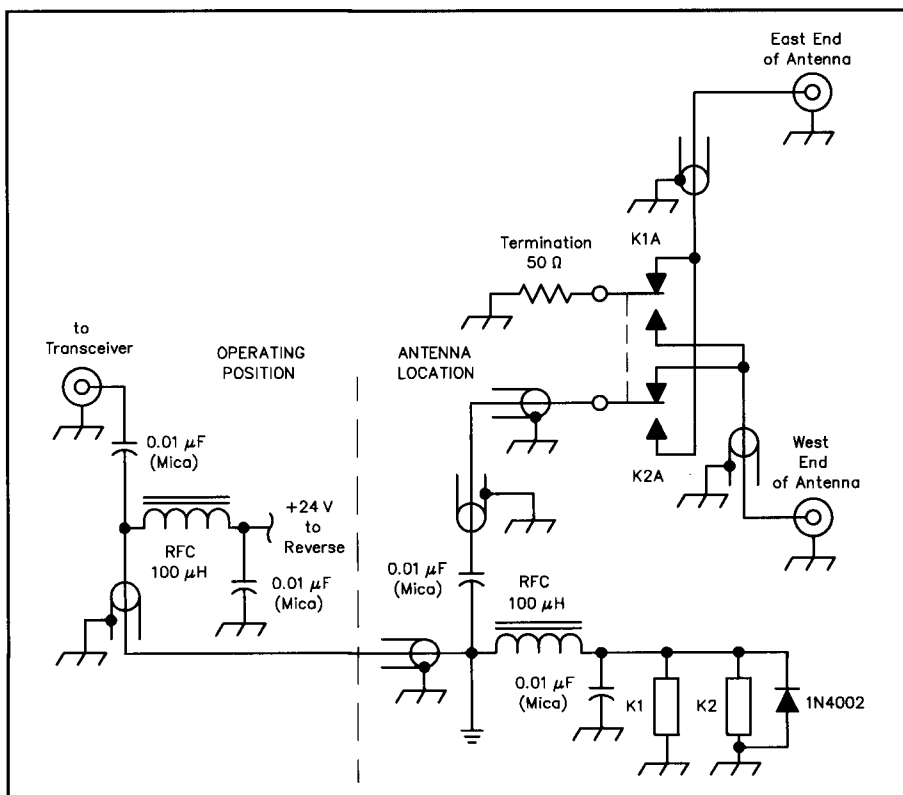 East End
of Antenna
K1A
Termination
50 Ω
to
Transceiver
OPERATING
POSITION
ANTENNA
LOCATION
0.01 µF
(Mica)
K2A
West
End
of Antenna
+24 V
to
Reverse
RFC
100 µH
0.01 µF
(Mica)
0.01 µF
(Mica)
RFC
100 µH
0.01 µF
(Mica)
K1
K2
1N4002